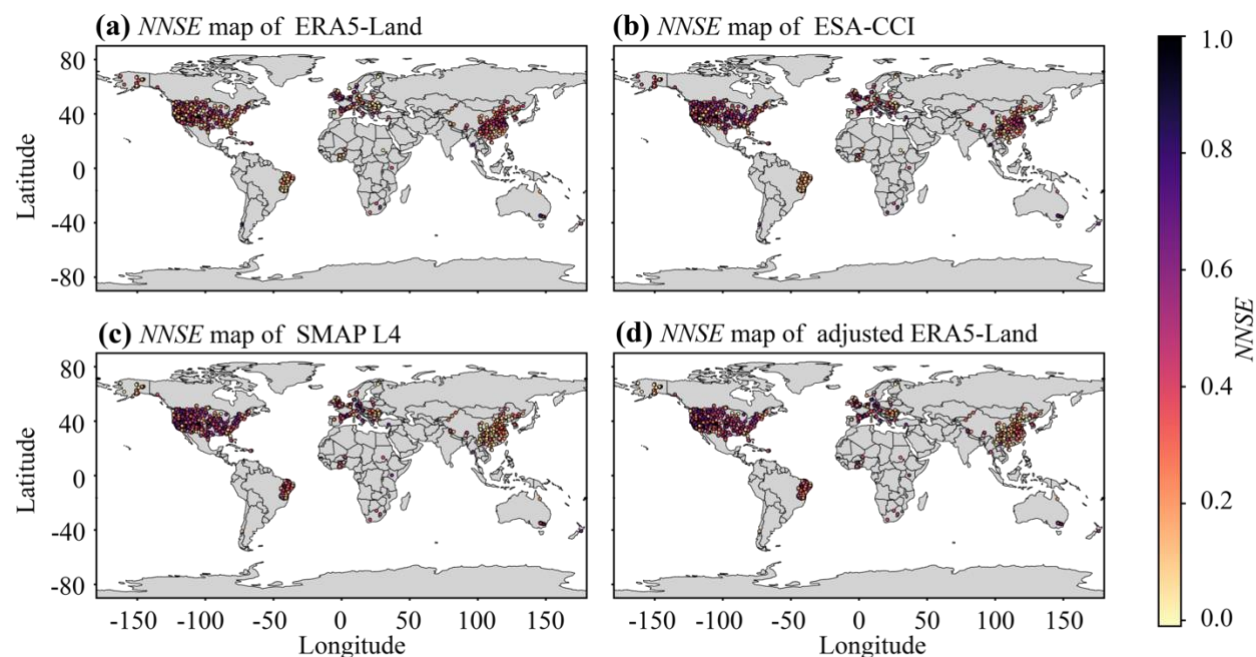 (a) NNSE map of ERA5-Land
(b) NNSE map of ESA-CCI
80
40
0
-40
-80
Latitude
(c) NNSE map of SMAP L4
(d) NNSE map of adjusted ERA5-Land
80
40
0
-40
-80
Latitude
-150 -100 -50 0 50 100 150
Longitude
-150 -100 -50 0 50 100 150
Longitude
1.0
0.8
0.6
0.4
0.2
0.0
NNSE